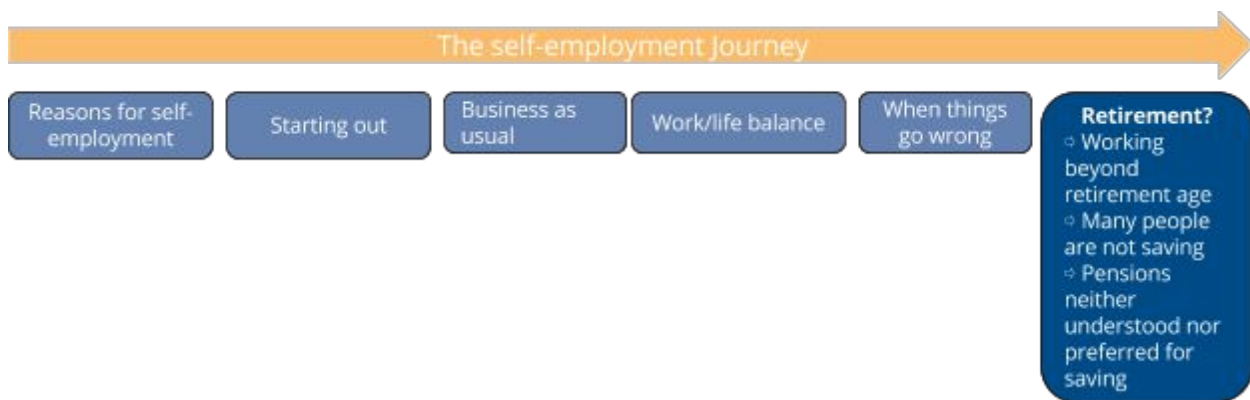 The self-employment Journey
Reasons for self-
employment
Starting out
Business as
usual
Work/life balance
When things
go wrong
Retirement?
⇨ Working
beyond
retirement age
⇨ Many people
are not saving
⇨ Pensions
neither
understood nor
preferred for
saving